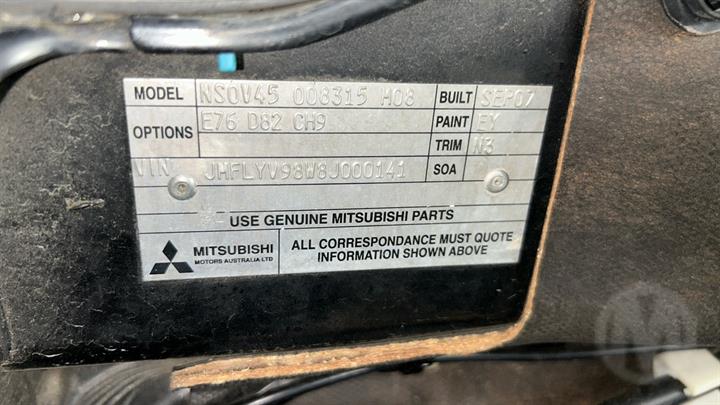 MODEL NS0V45 008315 H08 BUILT SEP07
OPTIONS E76 D82 CH9 PAINT EY
TRIM N3
VIN JMFLYV98W8J000141 SOA
USE GENUINE MITSUBISHI PARTS
MITSUBISHI
MOTORS AUSTRALIA LTD
ALL CORRESPONDANCE MUST QUOTE
INFORMATION SHOWN ABOVE
M